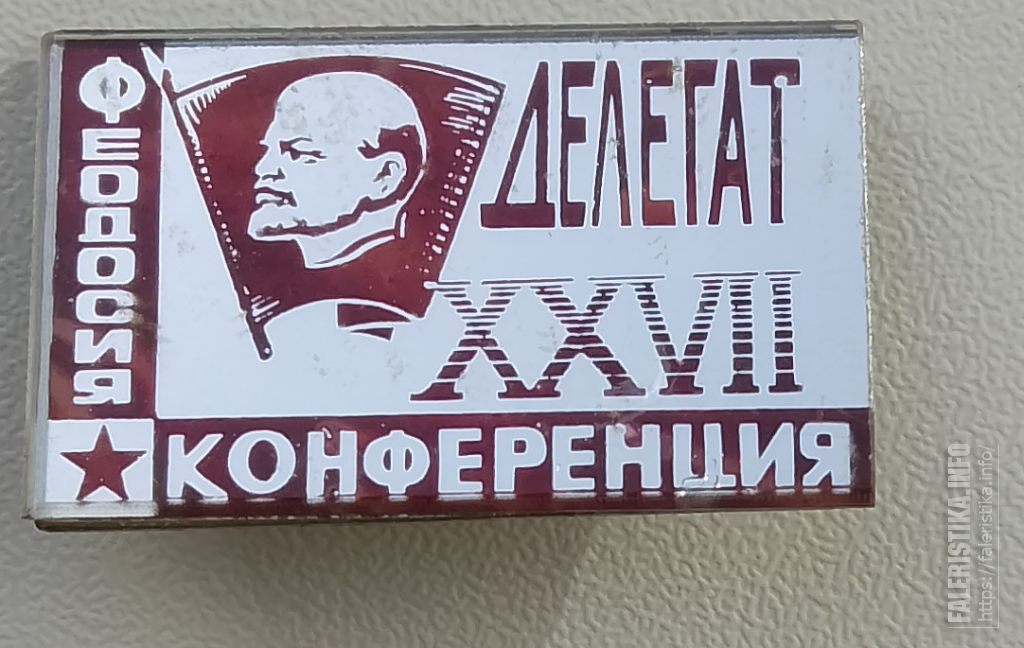 ФЕОДОСИЯ
ДЕЛЕГАТ
XXVII
КОНФЕРЕНЦИЯ
FALERISTIKA.INFO
https://faleristika.info/